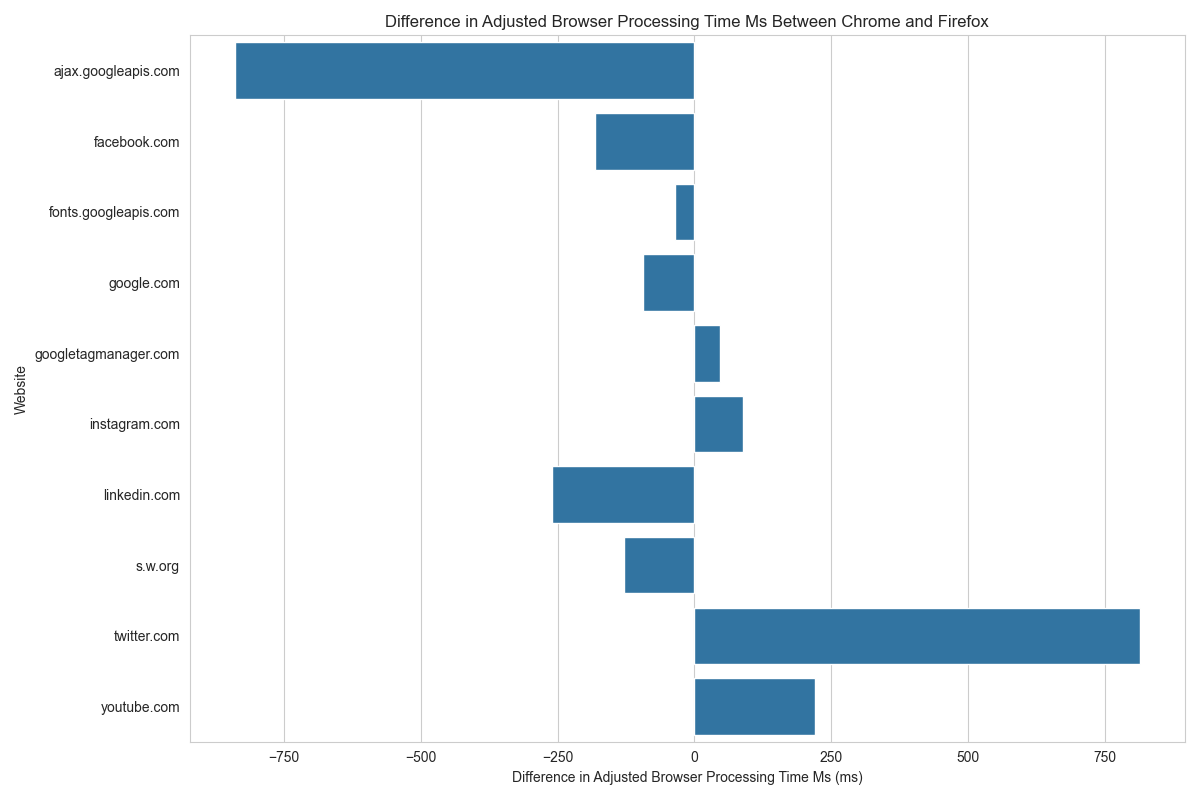 Difference in Adjusted Browser Processing Time Ms Between Chrome and Firefox
ajax.googleapis.com
facebook.com
fonts.googleapis.com
google.com
googletagmanager.com
instagram.com
linkedin.com
s.w.org
twitter.com
youtube.com
Website
−750 −500 −250 0 250 500 750
Difference in Adjusted Browser Processing Time Ms (ms)